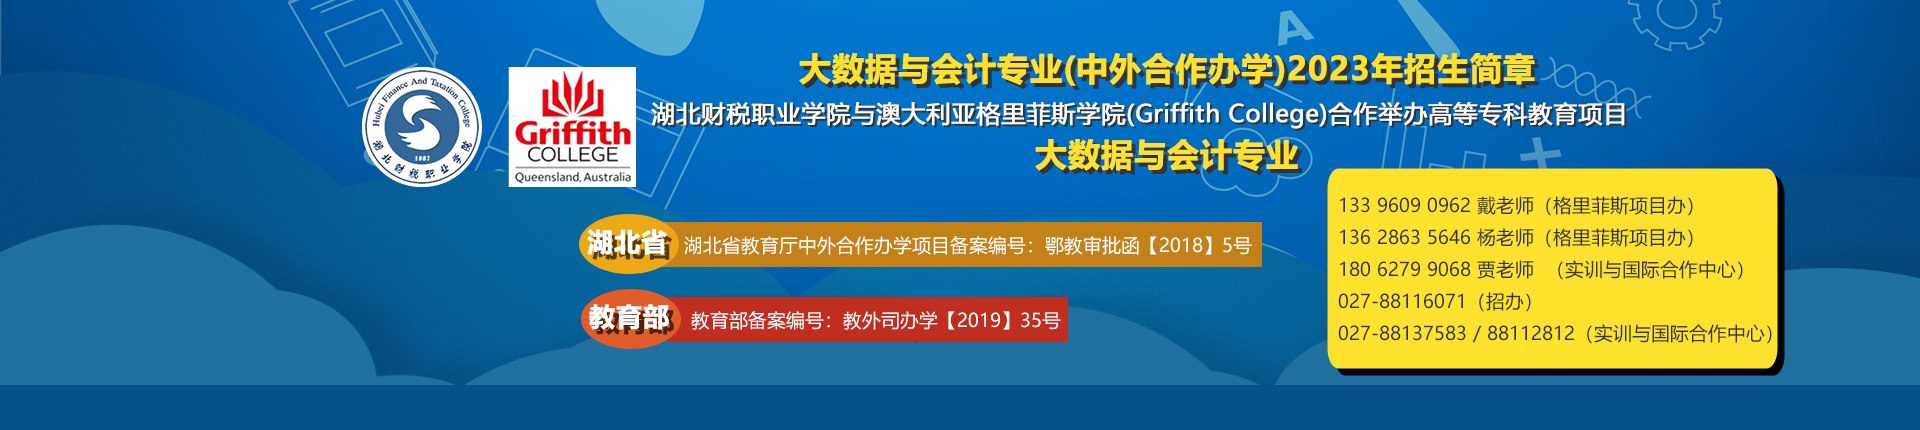 Hubei Finance And Taxation College
1987
湖北财税职业学院
Griffith
COLLEGE
Queensland, Australia
大数据与会计专业(中外合作办学)2023年招生简章
湖北财税职业学院与澳大利亚格里菲斯学院(Griffith College)合作举办高等专科教育项目
大数据与会计专业
湖北省 湖北省教育厅中外合作办学项目备案编号：鄂教审批函【2018】5号
教育部 教育部备案编号：教外司办学【2019】35号
133 9609 0962 戴老师（格里菲斯项目办）
136 2863 5646 杨老师（格里菲斯项目办）
180 6279 9068 贾老师 （实训与国际合作中心）
027-88116071（招办）
027-88137583 / 88112812（实训与国际合作中心）